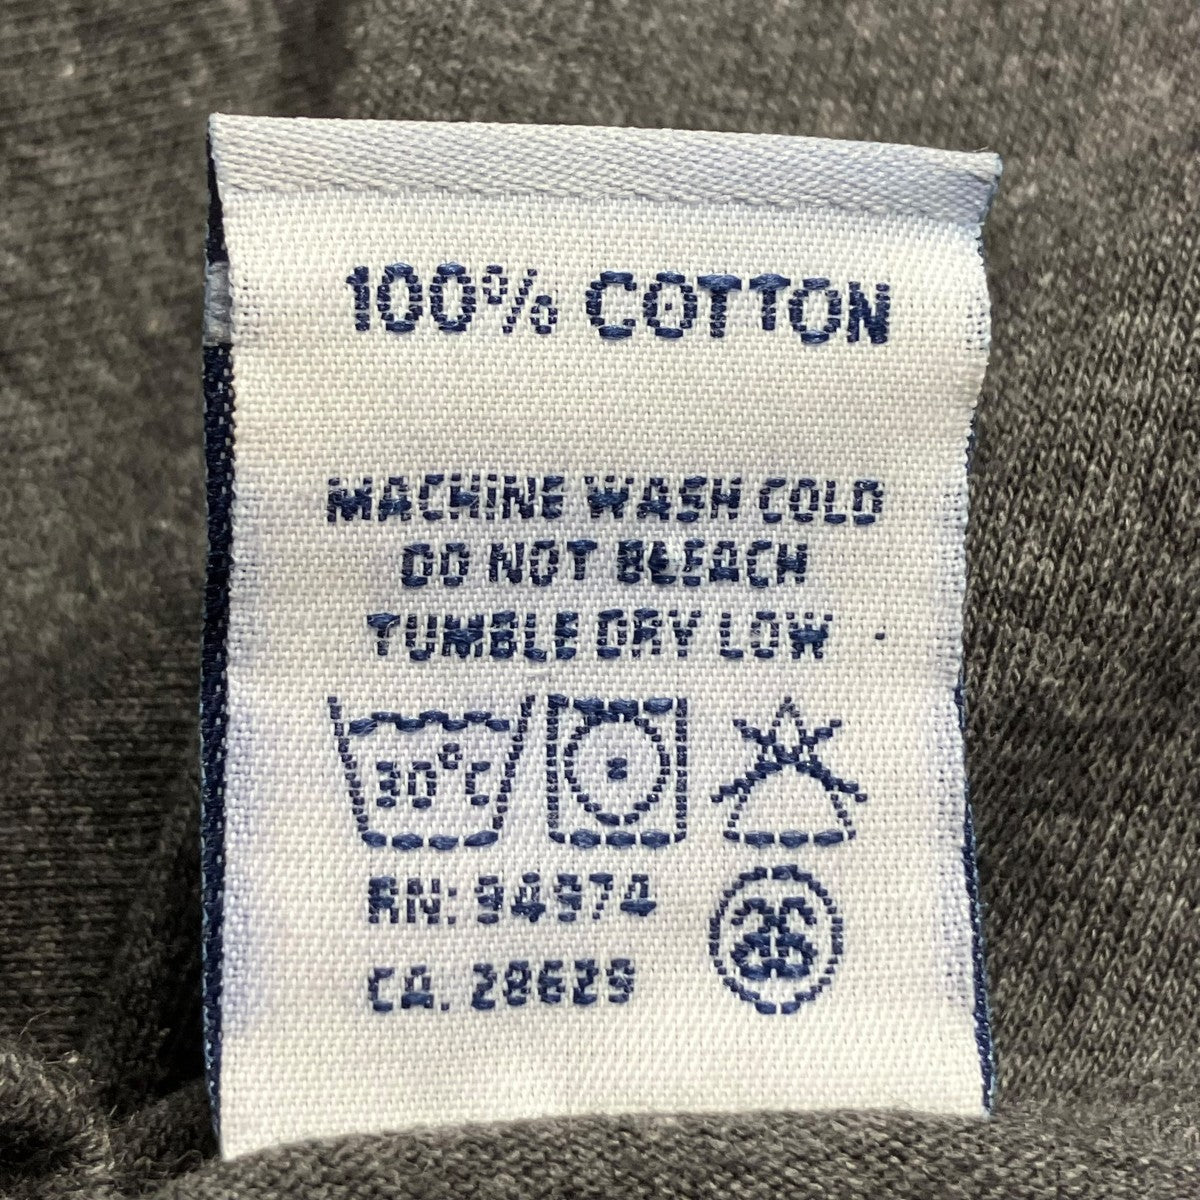 100% COTTON
MACHINE WASH COLD
DO NOT BLEACH
TUMBLE DRY LOW
30°C
RN: 94974
CA. 28629